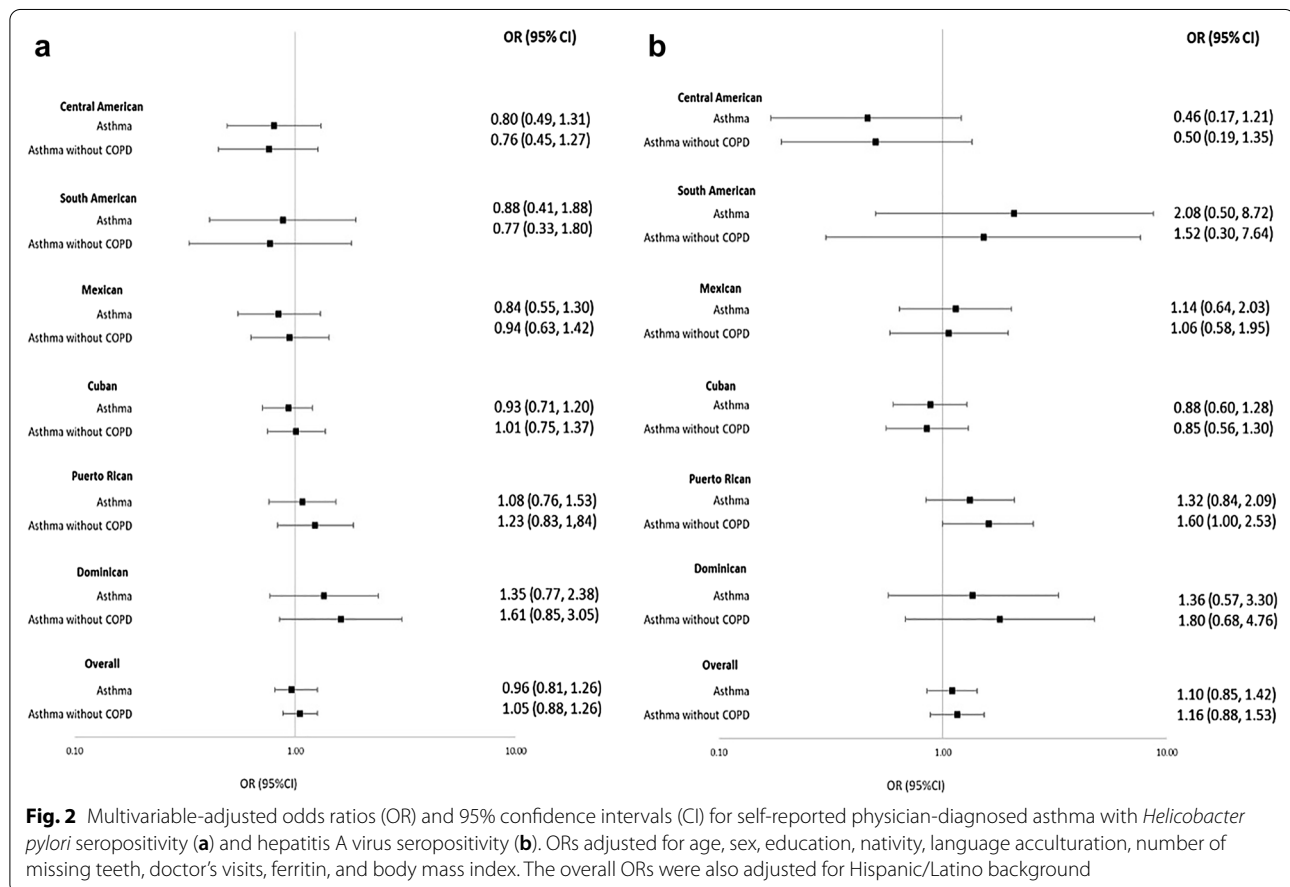 a
OR (95% CI)
Central American
Asthma 0.80 (0.49, 1.31)
Asthma without COPD 0.76 (0.45, 1.27)
South American
Asthma 0.88 (0.41, 1.88)
Asthma without COPD 0.77 (0.33, 1.80)
Mexican
Asthma 0.84 (0.55, 1.30)
Asthma without COPD 0.94 (0.63, 1.42)
Cuban
Asthma 0.93 (0.71, 1.20)
Asthma without COPD 1.01 (0.75, 1.37)
Puerto Rican
Asthma 1.08 (0.76, 1.53)
Asthma without COPD 1.23 (0.83, 1,84)
Dominican
Asthma 1.35 (0.77, 2.38)
Asthma without COPD 1.61 (0.85, 3.05)
Overall
Asthma 0.96 (0.81, 1.26)
Asthma without COPD 1.05 (0.88, 1.26)
0.10 1.00 10.00
OR (95%CI)
b
OR (95% CI)
Central American
Asthma 0.46 (0.17, 1.21)
Asthma without COPD 0.50 (0.19, 1.35)
South American
Asthma 2.08 (0.50, 8.72)
Asthma without COPD 1.52 (0.30, 7.64)
Mexican
Asthma 1.14 (0.64, 2.03)
Asthma without COPD 1.06 (0.58, 1.95)
Cuban
Asthma 0.88 (0.60, 1.28)
Asthma without COPD 0.85 (0.56, 1.30)
Puerto Rican
Asthma 1.32 (0.84, 2.09)
Asthma without COPD 1.60 (1.00, 2.53)
Dominican
Asthma 1.36 (0.57, 3.30)
Asthma without COPD 1.80 (0.68, 4.76)
Overall
Asthma 1.10 (0.85, 1.42)
Asthma without COPD 1.16 (0.88, 1.53)
0.10 1.00 10.00
OR (95%CI)
Fig. 2 Multivariable-adjusted odds ratios (OR) and 95% confidence intervals (CI) for self-reported physician-diagnosed asthma with Helicobacter
pylori seropositivity (a) and hepatitis A virus seropositivity (b). ORs adjusted for age, sex, education, nativity, language acculturation, number of
missing teeth, doctor's visits, ferritin, and body mass index. The overall ORs were also adjusted for Hispanic/Latino background